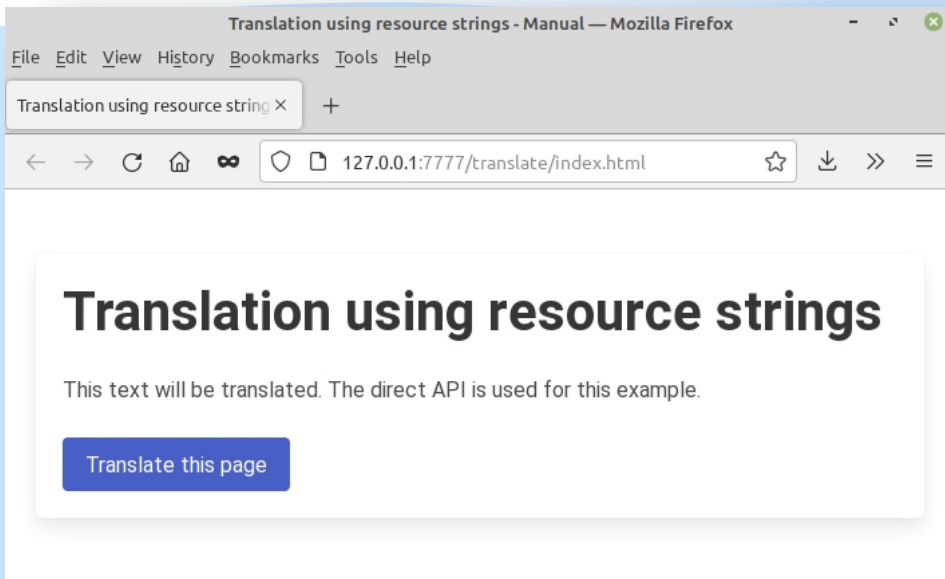 Translation using resource strings - Manual — Mozilla Firefox
File Edit View History Bookmarks Tools Help
Translation using resource string
127.0.0.1:7777/translate/index.html
Translation using resource strings
This text will be translated. The direct API is used for this example.
Translate this page